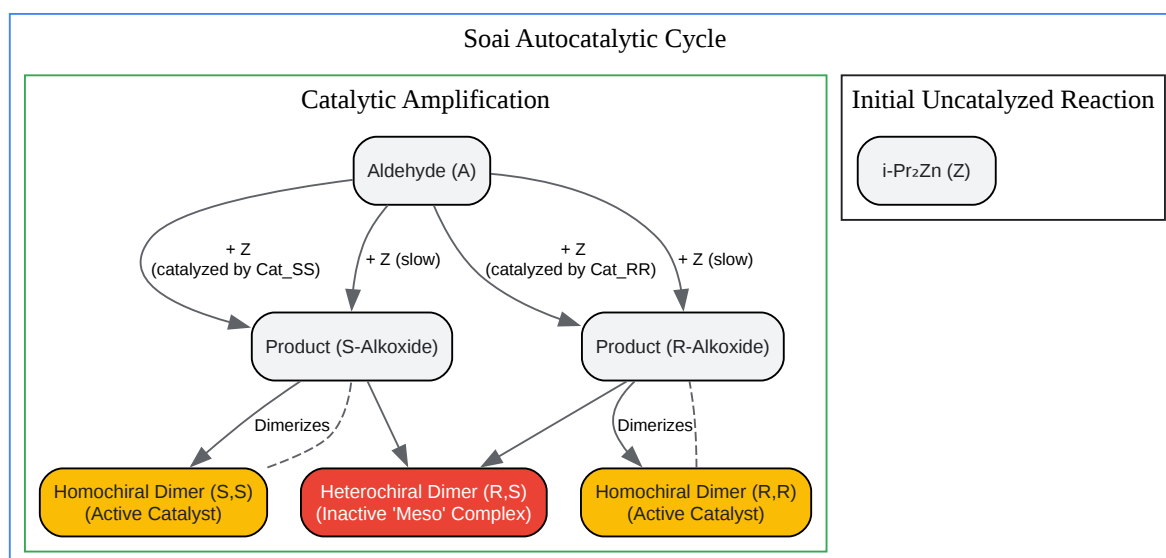 Soai Autocatalytic Cycle
Catalytic Amplification
Initial Uncatalyzed Reaction
Aldehyde (A)
i-Pr₂Zn (Z)
+ Z
(catalyzed by Cat_SS)
+ Z (slow)
+ Z
(catalyzed by Cat_RR)
+ Z (slow)
Product (S-Alkoxide)
Product (R-Alkoxide)
Dimerizes
Dimerizes
Homochiral Dimer (S,S)
(Active Catalyst)
Heterochiral Dimer (R,S)
(Inactive 'Meso' Complex)
Homochiral Dimer (R,R)
(Active Catalyst)